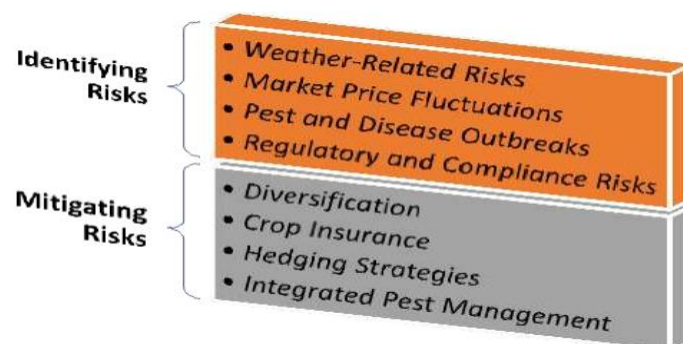 Identifying
Risks
• Weather-Related Risks
• Market Price Fluctuations
• Pest and Disease Outbreaks
• Regulatory and Compliance Risks
Mitigating
Risks
• Diversification
• Crop Insurance
• Hedging Strategies
• Integrated Pest Management